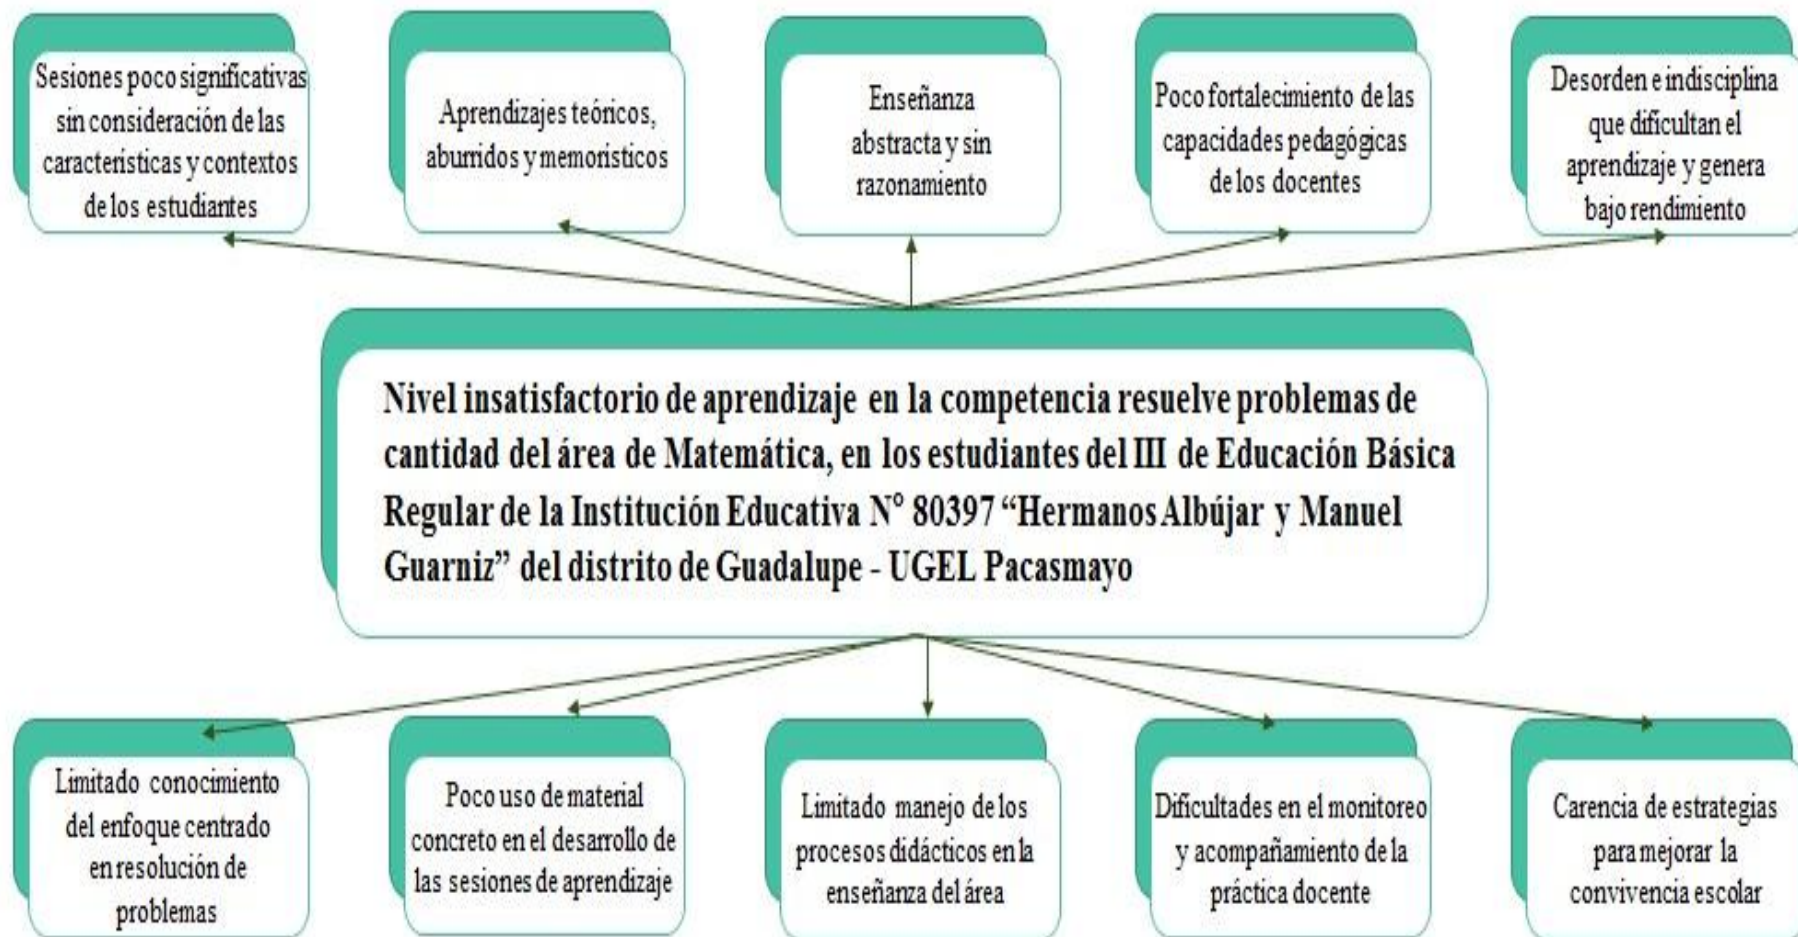 Sesiones poco significativas
sin consideración de las
características y contextos
de los estudiantes
Aprendizajes teóricos,
aburridos y memorísticos
Enseñanza
abstracta y sin
razonamiento
Poco fortalecimiento de las
capacidades pedagógicas
de los docentes
Desorden e indisciplina
que dificultan el
aprendizaje y genera
bajo rendimiento
Nivel insatisfactorio de aprendizaje en la competencia resuelve problemas de
cantidad del área de Matemática, en los estudiantes del III de Educación Básica
Regular de la Institución Educativa N° 80397 “Hermanos Albújar y Manuel
Guarniz” del distrito de Guadalupe - UGEL Pacasmayo
Limitado conocimiento
del enfoque centrado
en resolución de
problemas
Poco uso de material
concreto en el desarrollo de
las sesiones de aprendizaje
Limitado manejo de los
procesos didácticos en la
enseñanza del área
Dificultades en el monitoreo
y acompañamiento de la
práctica docente
Carencia de estrategias
para mejorar la
convivencia escolar